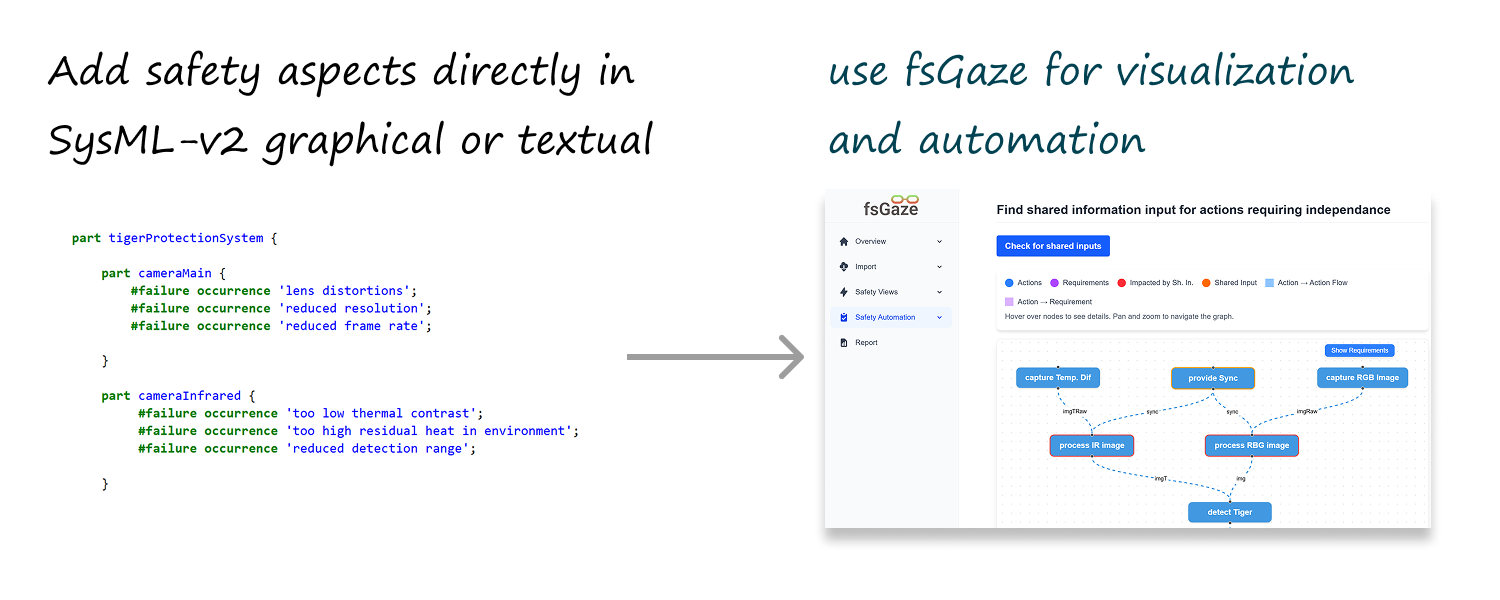 Add safety aspects directly in
SysML-v2 graphical or textual
use fsGaze for visualization
and automation
part tigerProtectionSystem {
part cameraMain {
#failure occurrence 'lens distortions';
#failure occurrence 'reduced resolution';
#failure occurrence 'reduced frame rate';
}
part cameraInfrared {
#failure occurrence 'too low thermal contrast';
#failure occurrence 'too high residual heat in environment';
#failure occurrence 'reduced detection range';
}
fsGaze
Overview
Import
Safety Views
Safety Automation
Report
Find shared information input for actions requiring independance
Check for shared inputs
Actions Requirements Impacted by Sh. In. Shared Input Action → Action Flow
Action → Requirement
Hover over nodes to see details. Pan and zoom to navigate the graph.
Show Requirements
capture Temp. Dif provide Sync capture RGB Image
imgTRaw sync sync imgRaw
process IR image process RBG image
imgT img
detect Tiger